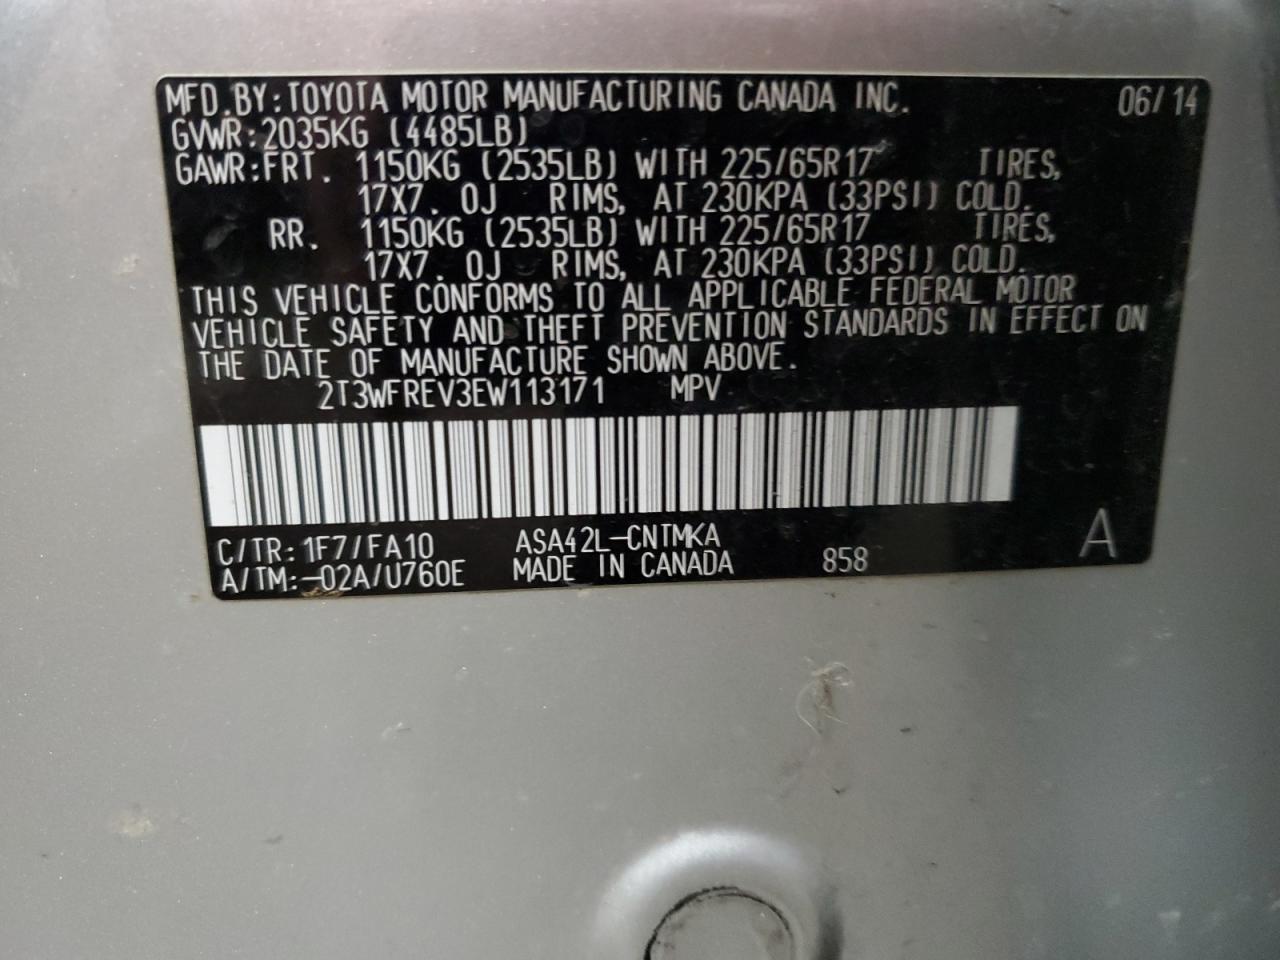 MFD.BY:TOYOTA MOTOR MANUFACTURING CANADA INC. 06/14
GVWR:2035KG (4485LB)
GAWR:FRT. 1150KG (2535LB) WITH 225/65R17 TIRES,
17X7.0J RIMS, AT 230KPA (33PSI) COLD.
RR. 1150KG (2535LB) WITH 225/65R17 TIRES,
17X7.0J RIMS, AT 230KPA (33PSI) COLD.
THIS VEHICLE CONFORMS TO ALL APPLICABLE FEDERAL MOTOR
VEHICLE SAFETY AND THEFT PREVENTION STANDARDS IN EFFECT ON
THE DATE OF MANUFACTURE SHOWN ABOVE.
2T3WFREV3EW113171 MPV
C/TR: 1F7/FA10 ASA42L-CNTMKA
A/TM:-02A/U760E MADE IN CANADA 858 A